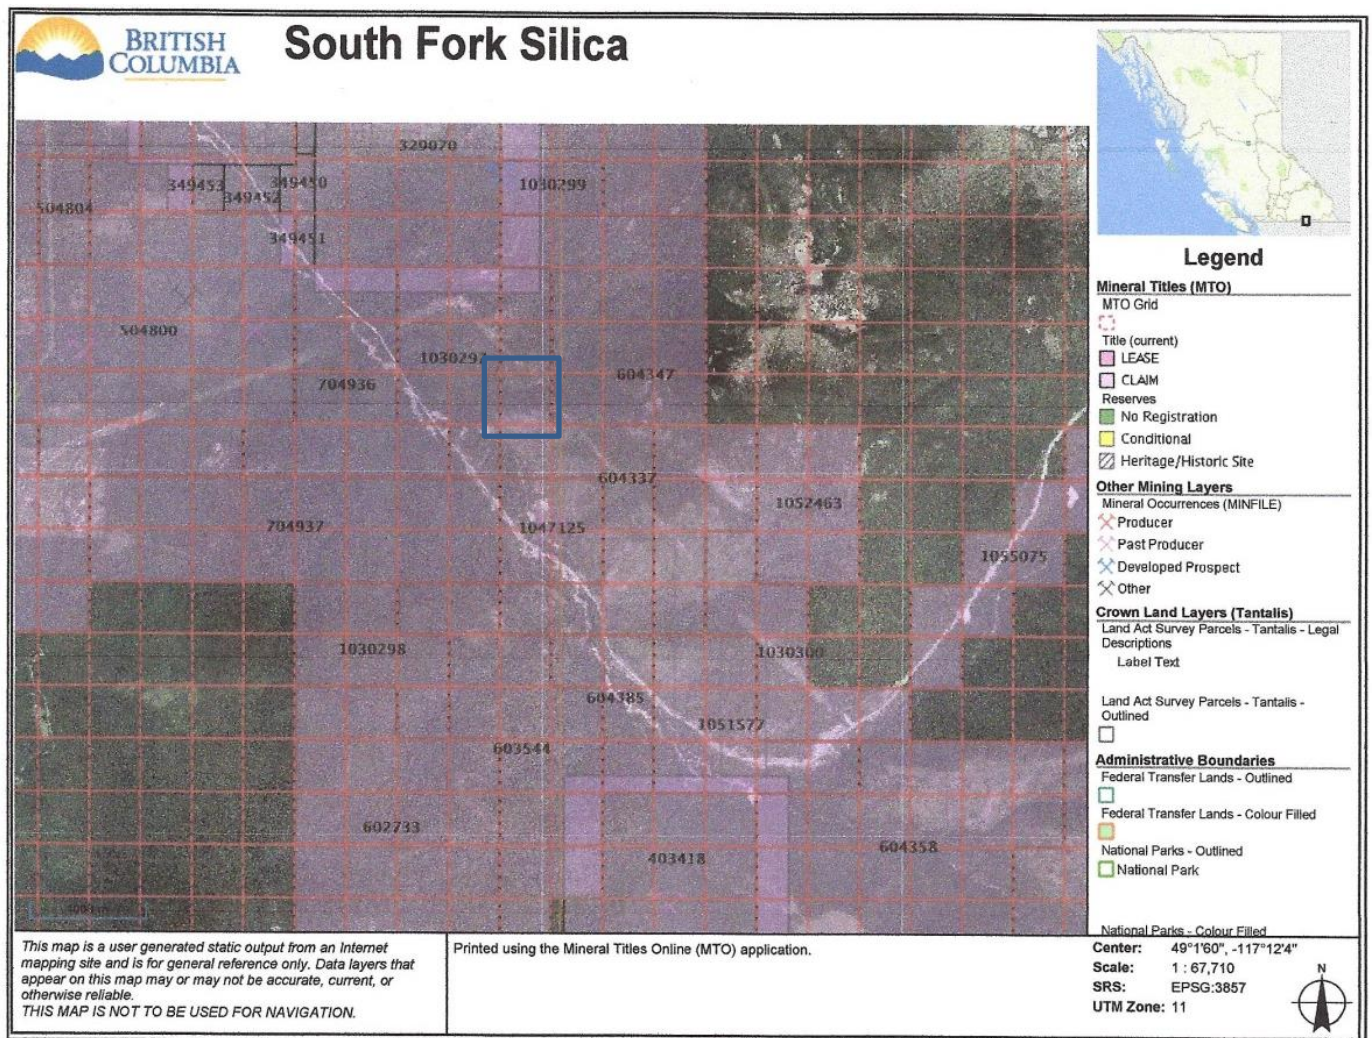 BRITISH
COLUMBIA
South Fork Silica
329070
349453
349450
1030299
349452
504804
349451
504800
1030297
704936
604347
604337
1052463
704937
1047125
1055075
1030298
1030300
604385
1051577
603544
602733
403418
604358
Legend
Mineral Titles (MTO)
MTO Grid
Title (current)
LEASE
CLAIM
Reserves
No Registration
Conditional
Heritage/Historic Site
Other Mining Layers
Mineral Occurrences (MINFILE)
Producer
Past Producer
Developed Prospect
Other
Crown Land Layers (Tantalis)
Land Act Survey Parcels - Tantalis - Legal
Descriptions
Label Text
Land Act Survey Parcels - Tantalis -
Outlined
Administrative Boundaries
Federal Transfer Lands - Outlined
Federal Transfer Lands - Colour Filled
National Parks - Outlined
National Park
National Parks - Colour Filled
This map is a user generated static output from an Internet
mapping site and is for general reference only. Data layers that
appear on this map may or may not be accurate, current, or
otherwise reliable.
THIS MAP IS NOT TO BE USED FOR NAVIGATION.
Printed using the Mineral Titles Online (MTO) application.
Center: 49°1'60", -117°12'4"
Scale: 1 : 67,710
SRS: EPSG:3857
UTM Zone: 11
N